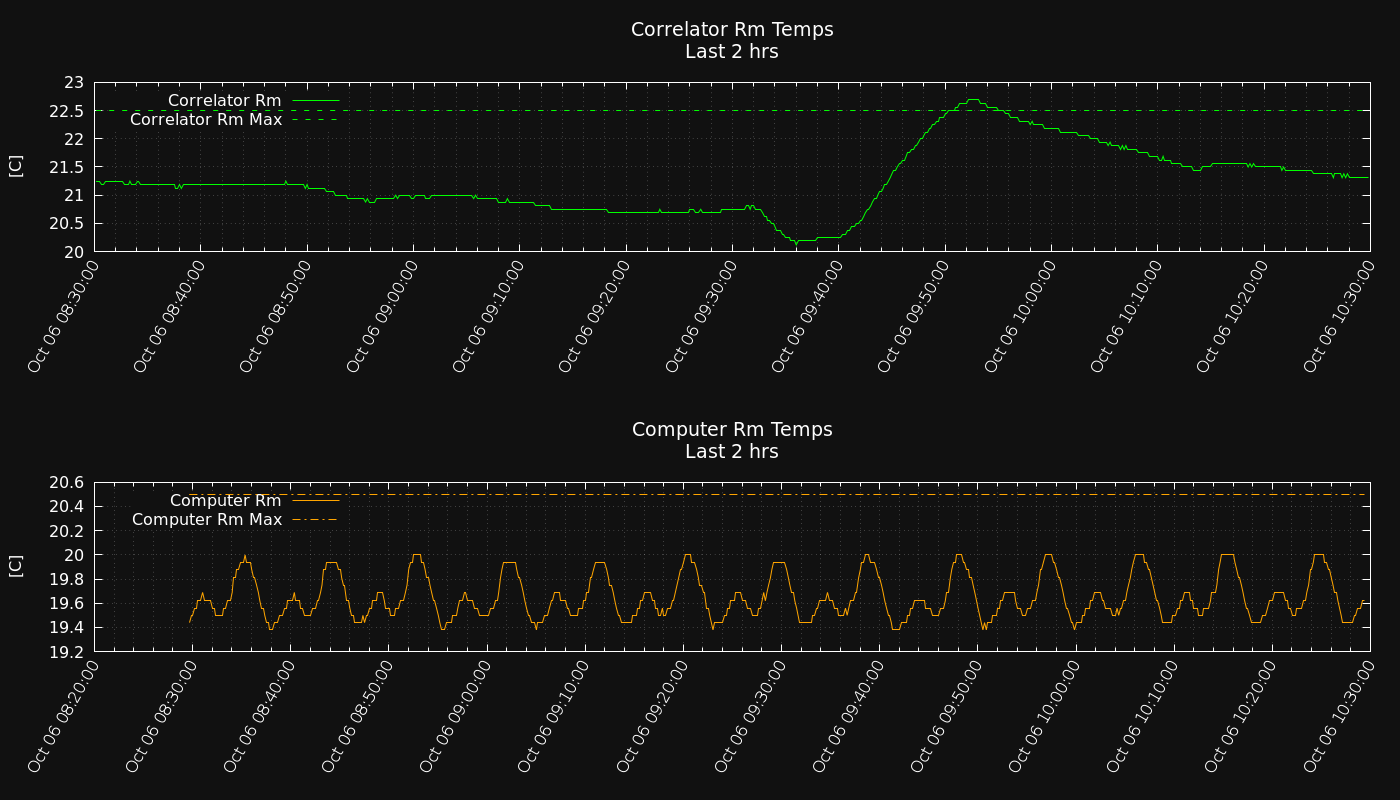 Correlator Rm Temps
Last 2 hrs
23
22.5
22
21.5
21
20.5
20
[C]
Correlator Rm
Correlator Rm Max
Oct 06 08:30:00
Oct 06 08:40:00
Oct 06 08:50:00
Oct 06 09:00:00
Oct 06 09:10:00
Oct 06 09:20:00
Oct 06 09:30:00
Oct 06 09:40:00
Oct 06 09:50:00
Oct 06 10:00:00
Oct 06 10:10:00
Oct 06 10:20:00
Oct 06 10:30:00
Computer Rm Temps
Last 2 hrs
20.6
20.4
20.2
20
19.8
19.6
19.4
19.2
[C]
Computer Rm
Computer Rm Max
Oct 06 08:20:00
Oct 06 08:30:00
Oct 06 08:40:00
Oct 06 08:50:00
Oct 06 09:00:00
Oct 06 09:10:00
Oct 06 09:20:00
Oct 06 09:30:00
Oct 06 09:40:00
Oct 06 09:50:00
Oct 06 10:00:00
Oct 06 10:10:00
Oct 06 10:20:00
Oct 06 10:30:00